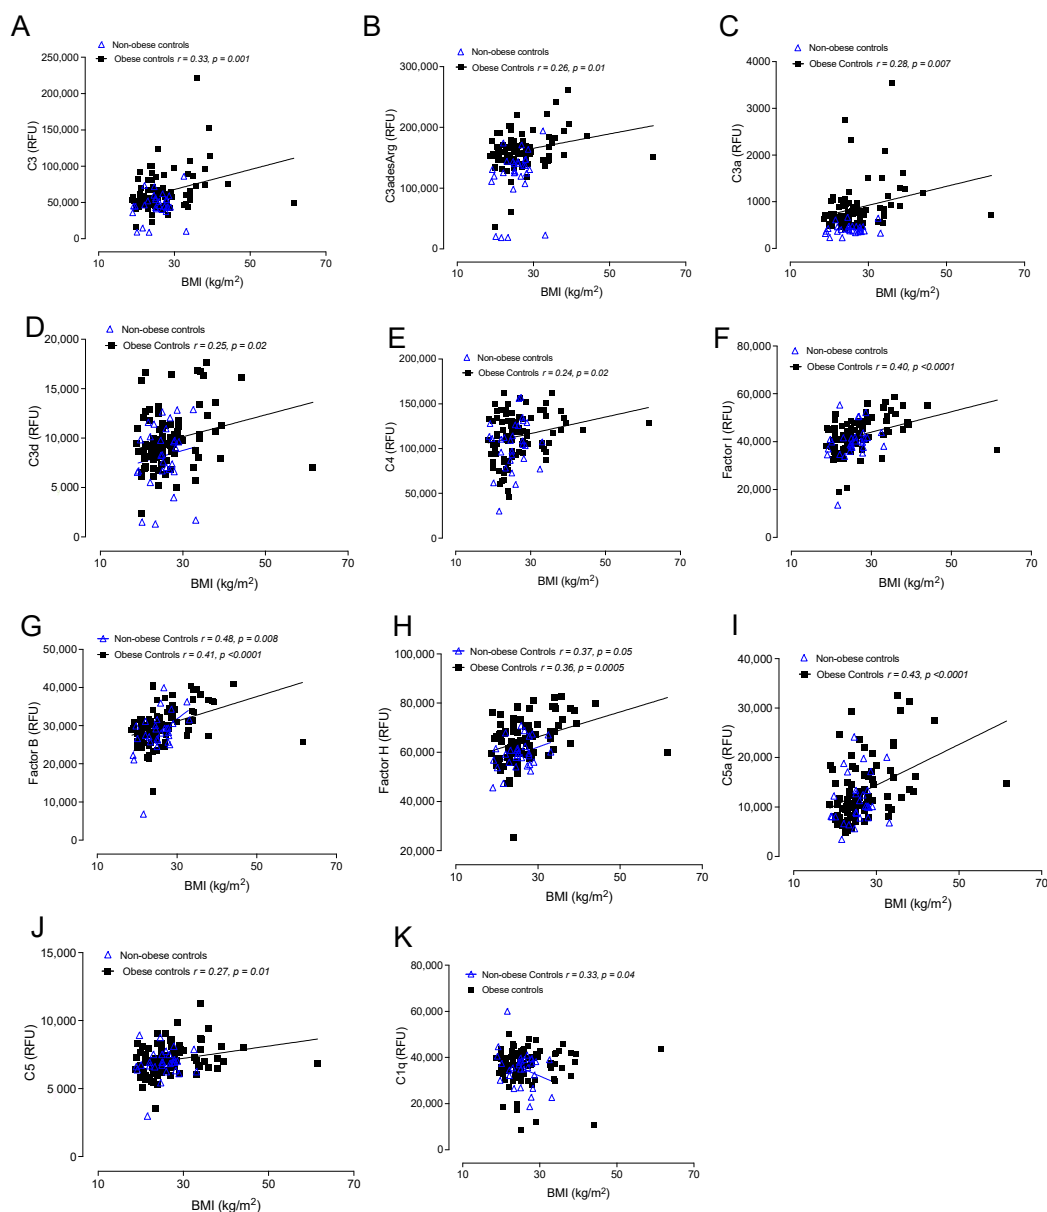 A
Non-obese controls
Obese controls r = 0.33, p = 0.001
250,000
200,000
150,000
100,000
50,000
0
C3 (RFU)
10 30 50 70
BMI (kg/m²)
B
Non-obese controls
Obese Controls r = 0.26, p = 0.01
300,000
200,000
100,000
0
C3adesArg (RFU)
10 30 50 70
BMI (kg/m²)
C
Non-obese controls
Obese Controls r = 0.28, p = 0.007
4000
3000
2000
1000
0
C3a (RFU)
10 30 50 70
BMI (kg/m²)
D
Non-obese controls
Obese Controls r = 0.25, p = 0.02
20,000
15,000
10,000
5 000
0
C3d (RFU)
10 30 50 70
BMI (kg/m²)
E
Non-obese controls
Obese Controls r = 0.24, p = 0.02
200,000
150,000
100,000
50,000
0
C4 (RFU)
10 30 50 70
BMI (kg/m²)
F
Non-obese controls
Obese Controls r = 0.40, p <0.0001
80,000
60,000
40,000
20,000
0
Factor I (RFU)
10 30 50 70
BMI (kg/m²)
G
Non-obese Controls r = 0.48, p = 0.008
Obese Controls r = 0.41, p <0.0001
50,000
40,000
30,000
20,000
10,000
0
Factor B (RFU)
10 30 50 70
BMI (kg/m²)
H
Non-obese Controls r = 0.37, p = 0.05
Obese Controls r = 0.36, p = 0.0005
100,000
80,000
60,000
40,000
20,000
Factor H (RFU)
10 30 50 70
BMI (kg/m²)
I
Non-obese controls
Obese Controls r = 0.43, p <0.0001
40,000
30,000
20,000
10,000
0
C5a (RFU)
10 30 50 70
BMI (kg/m²)
J
Non-obese controls
Obese controls r = 0.27, p = 0.01
15,000
10,000
5 000
0
C5 (RFU)
10 30 50 70
BMI (kg/m²)
K
Non-obese Controls r = 0.33, p = 0.04
Obese controls
80,000
60,000
40,000
20,000
0
C1q (RFU)
10 30 50 70
BMI (kg/m²)